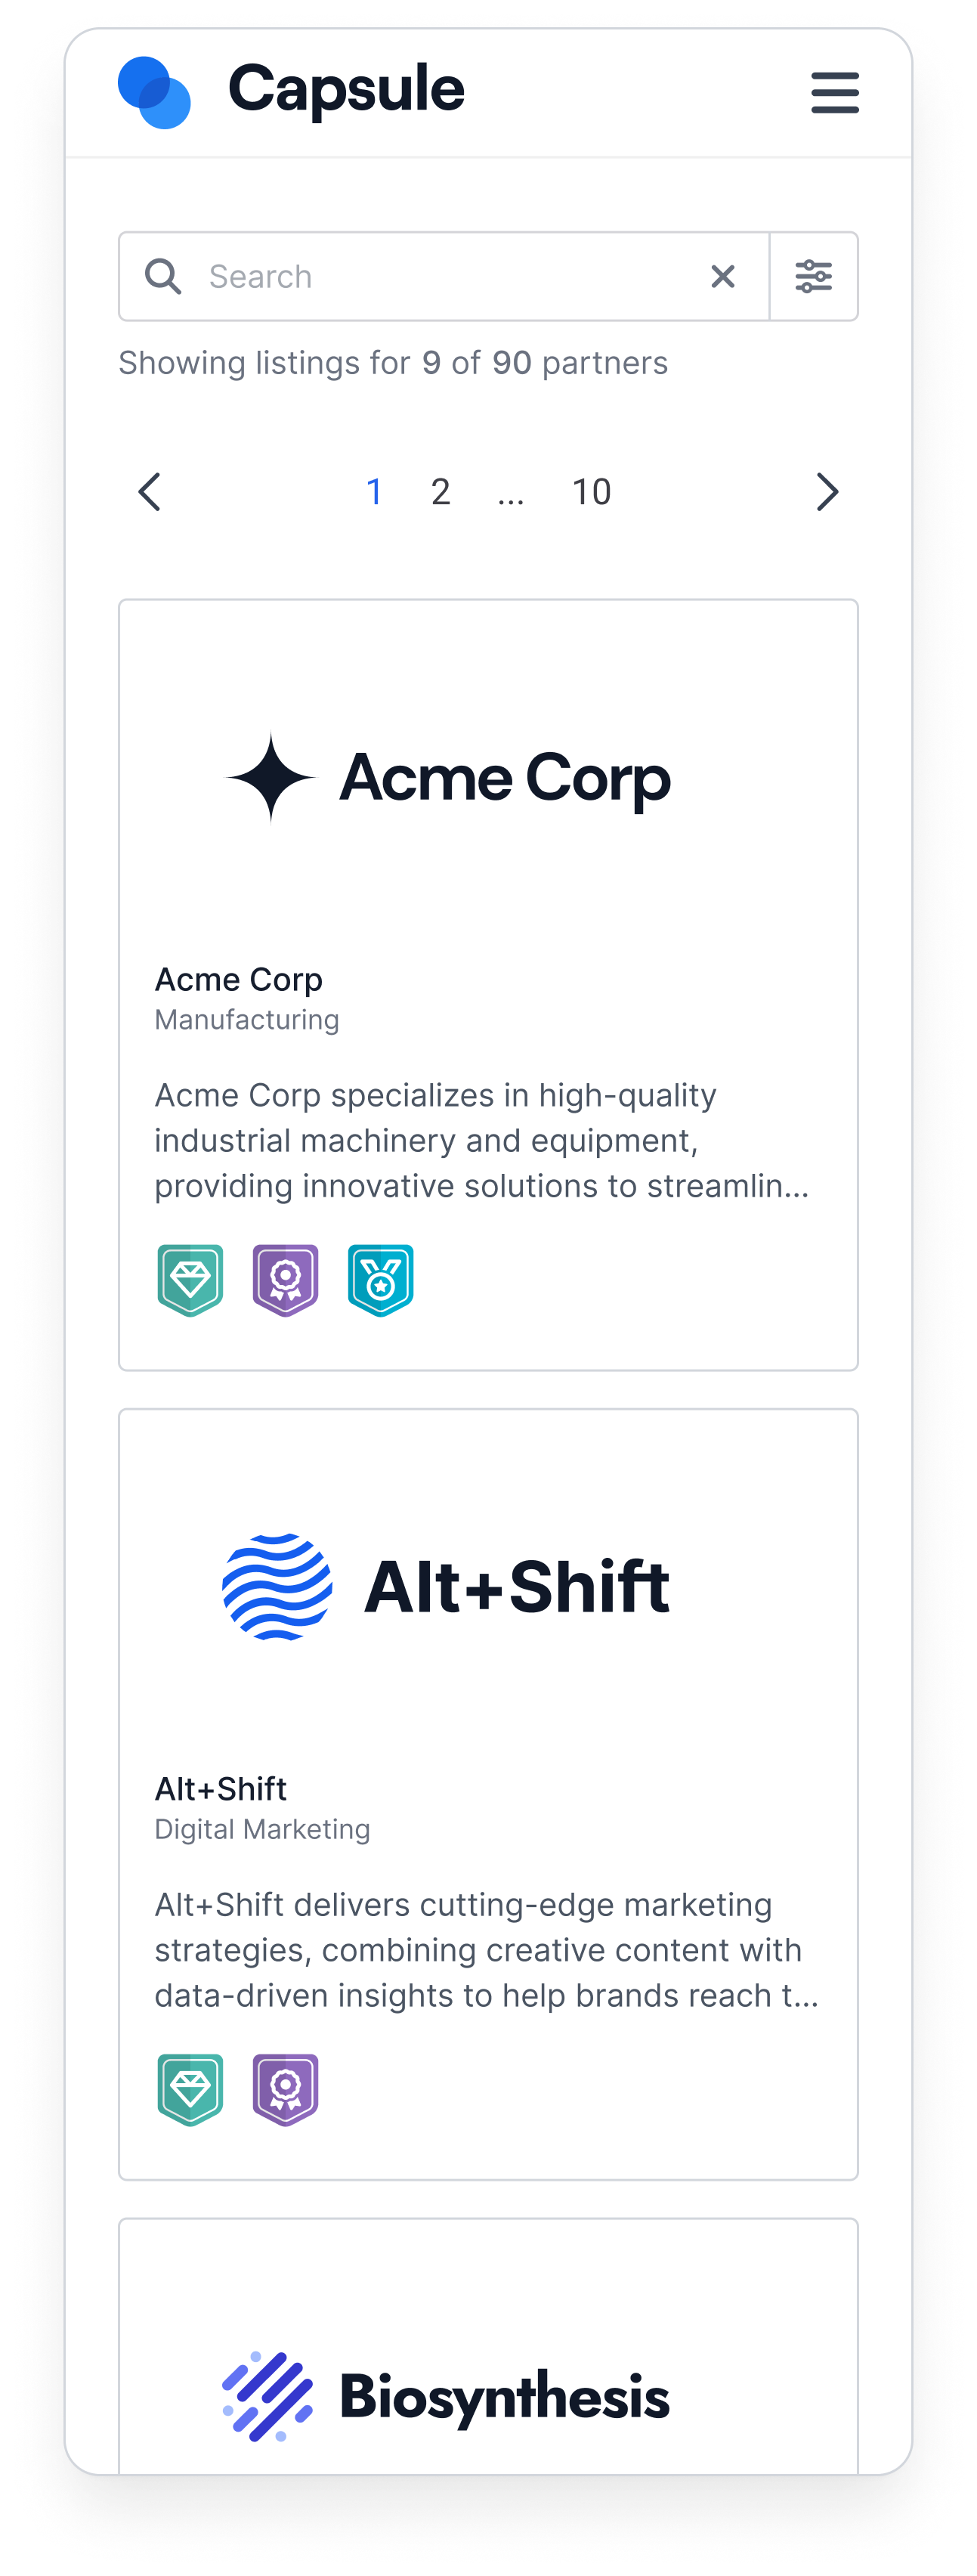 Capsule
Search
Showing listings for 9 of 90 partners
1 2 ... 10
Acme Corp
Acme Corp
Manufacturing
Acme Corp specializes in high-quality
industrial machinery and equipment,
providing innovative solutions to streamlin...
Alt+Shift
Alt+Shift
Digital Marketing
Alt+Shift delivers cutting-edge marketing
strategies, combining creative content with
data-driven insights to help brands reach t...
Biosynthesis